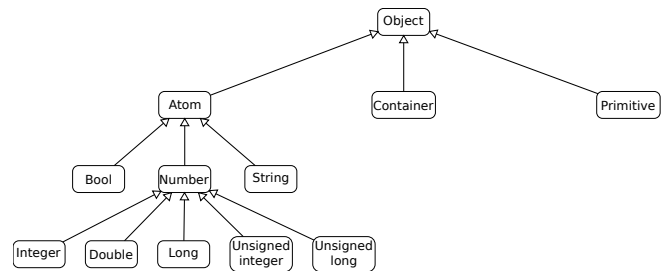 Object
Atom
Container
Primitive
Bool
Number
String
Integer
Double
Long
Unsigned
integer
Unsigned
long